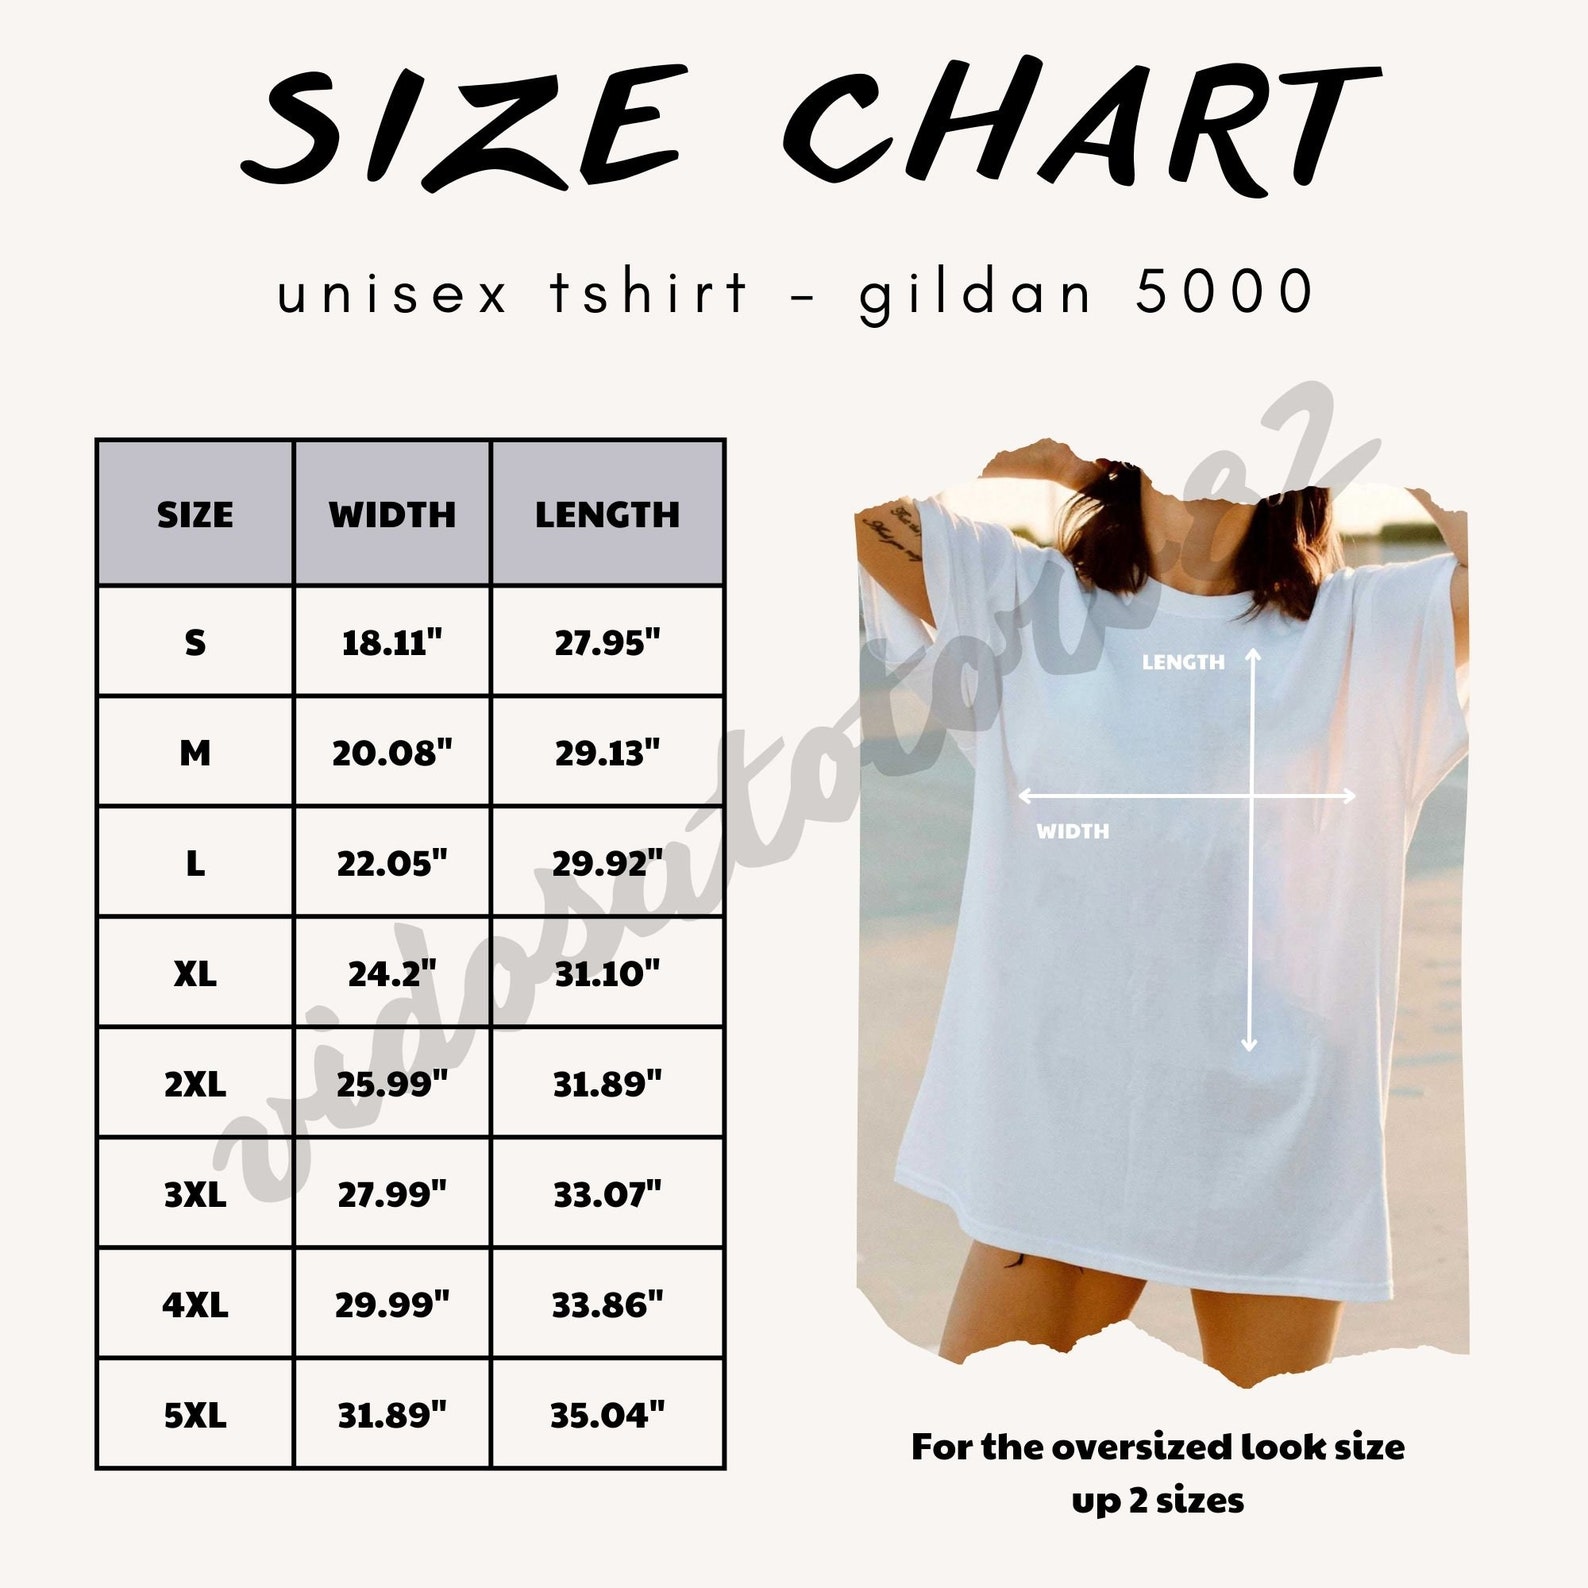 SIZE CHART
unisex tshirt - gildan 5000
SIZE WIDTH LENGTH
S 18.11" 27.95"
M 20.08" 29.13"
L 22.05" 29.92"
XL 24.2" 31.10"
2XL 25.99" 31.89"
3XL 27.99" 33.07"
4XL 29.99" 33.86"
5XL 31.89" 35.04"
LENGTH
WIDTH
For the oversized look size
up 2 sizes